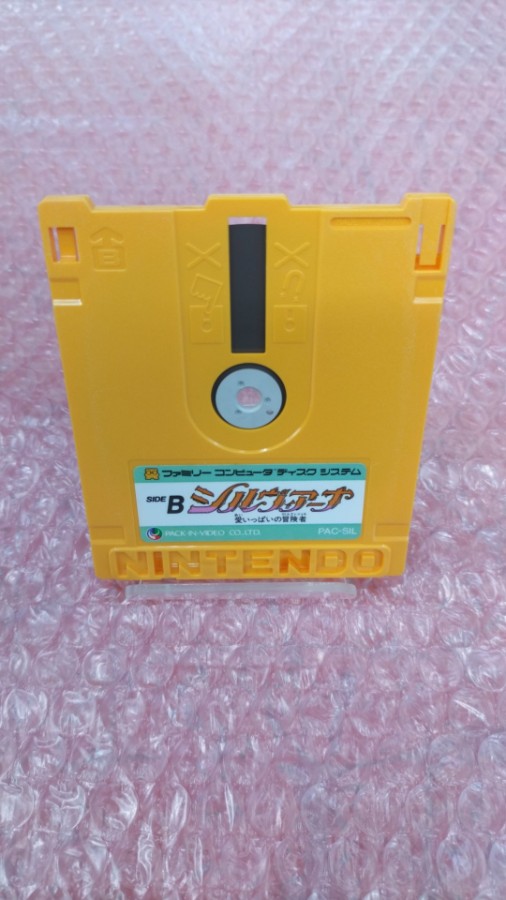 B
ファミリー コンピュータ ディスク システム
SIDE B シルヴィアーナ
愛いっぱいの冒険者
PACK-IN-VIDEO CO.,LTD. PAC-SIL
NINTENDO